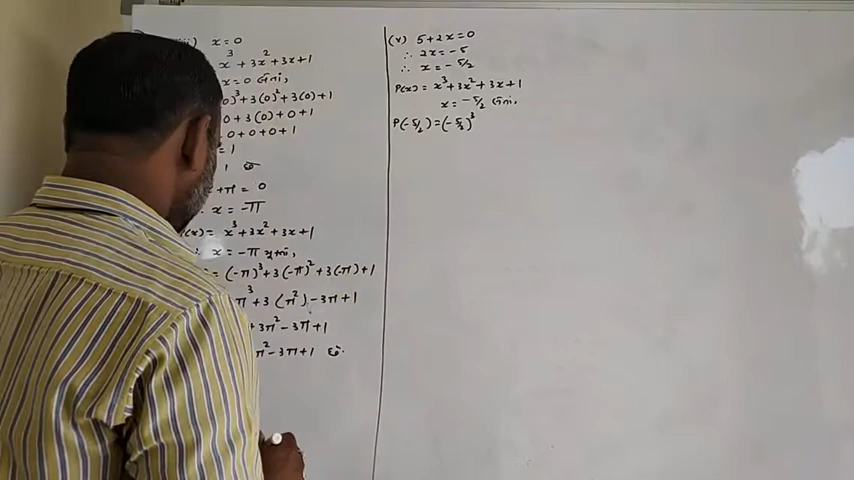 x=0
x³+3x²+3x+1
x=0 લેતાં,
0)³+3(0)²+3(0)+1
0+3(0)+0+1
0+0+0+1
=1
1 છે
x+π = 0
x = -π
(x) = x³+3x²+3x+1
x = -π મૂકતાં,
= (-π)³+3(-π)²+3(-π)+1
π³+3(π²)-3π+1
+3π²-3π+1
π²-3π+1 છે.
(v) 5+2x=0
∴ 2x=-5
∴ x=-5/2
P(x) = x³+3x²+3x+1
x=-5/2 લેતાં,
P(-5/2)=(-5/2)³